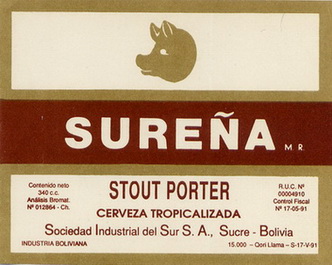 SUREÑA M R.
STOUT PORTER
CERVEZA TROPICALIZADA
Contenido neto
340 c.c.
Análisis Bromat.
Nº 012864 - Ch.
R.U.C. Nº
00004910
Control Fiscal
Nº 17-05-91
Sociedad Industrial del Sur S. A., Sucre - Bolivia
INDUSTRIA BOLIVIANA
15.000 - Qori Llama - S-17-V-91